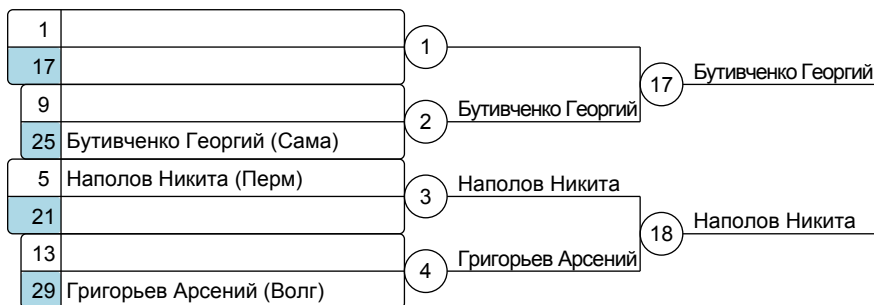 1
1
17
17 Бутивченко Георгий
9
2 Бутивченко Георгий
25 Бутивченко Георгий (Сама)
5 Наполов Никита (Перм)
3 Наполов Никита
21
18 Наполов Никита
13
4 Григорьев Арсений
29 Григорьев Арсений (Волг)